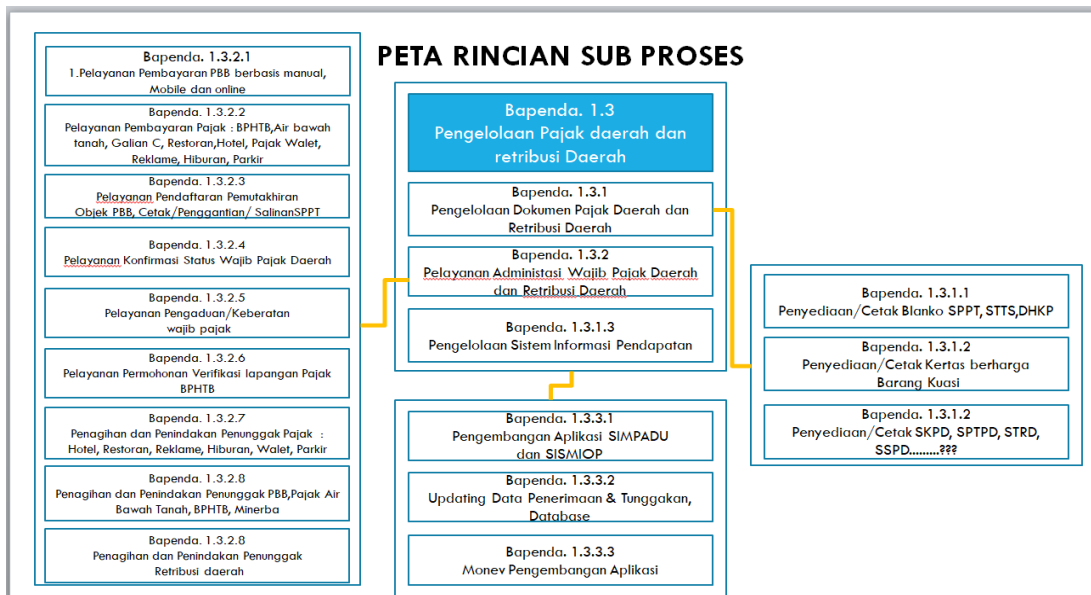 PETA RINCIAN SUB PROSES
Bapenda. 1.3.2.1
1.Pelayanan Pembayaran PBB berbasis manual,
Mobile dan online
Bapenda. 1.3.2.2
Pelayanan Pembayaran Pajak : BPHTB,Air bawah
tanah, Galian C, Restoran,Hotel, Pajak Walet,
Reklame, Hiburan, Parkir
Bapenda. 1.3.2.3
Pelayanan Pendaftaran Pemutakhiran
Objek PBB, Cetak/Penggantian/ SalinanSPPT
Bapenda. 1.3.2.4
Pelayanan Konfirmasi Status Wajib Pajak Daerah
Bapenda. 1.3.2.5
Pelayanan Pengaduan/Keberatan
wajib pajak
Bapenda. 1.3.2.6
Pelayanan Permohonan Verifikasi lapangan Pajak
BPHTB
Bapenda. 1.3.2.7
Penagihan dan Penindakan Penunggak Pajak :
Hotel, Restoran, Reklame, Hiburan, Walet, Parkir
Bapenda. 1.3.2.8
Penagihan dan Penindakan Penunggak PBB,Pajak Air
Bawah Tanah, BPHTB, Minerba
Bapenda. 1.3.2.8
Penagihan dan Penindakan Penunggak
Retribusi daerah
Bapenda. 1.3
Pengelolaan Pajak daerah dan
retribusi Daerah
Bapenda. 1.3.1
Pengelolaan Dokumen Pajak Daerah dan
Retribusi Daerah
Bapenda. 1.3.2
Pelayanan Administasi Wajib Pajak Daerah
dan Retribusi Daerah
Bapenda. 1.3.1.3
Pengelolaan Sistem Informasi Pendapatan
Bapenda. 1.3.3.1
Pengembangan Aplikasi SIMPADU
dan SISMIOP
Bapenda. 1.3.3.2
Updating Data Penerimaan & Tunggakan,
Database
Bapenda. 1.3.3.3
Monev Pengembangan Aplikasi
Bapenda. 1.3.1.1
Penyediaan/Cetak Blanko SPPT, STTS,DHKP
Bapenda. 1.3.1.2
Penyediaan/Cetak Kertas berharga
Barang Kuasi
Bapenda. 1.3.1.2
Penyediaan/Cetak SKPD, SPTPD, STRD,
SSPD.........???